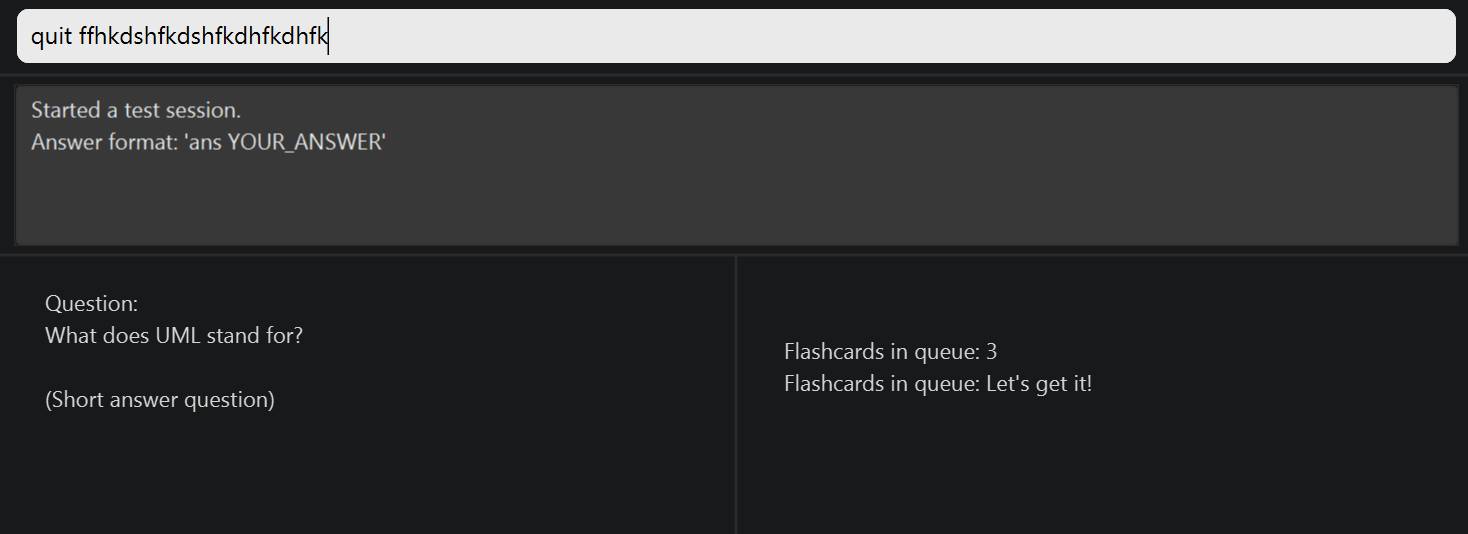 quit ffhkdshfkdshfkdhfkdhfk
Started a test session.
Answer format: 'ans YOUR_ANSWER'
Question:
What does UML stand for?
(Short answer question)
Flashcards in queue: 3
Flashcards in queue: Let's get it!